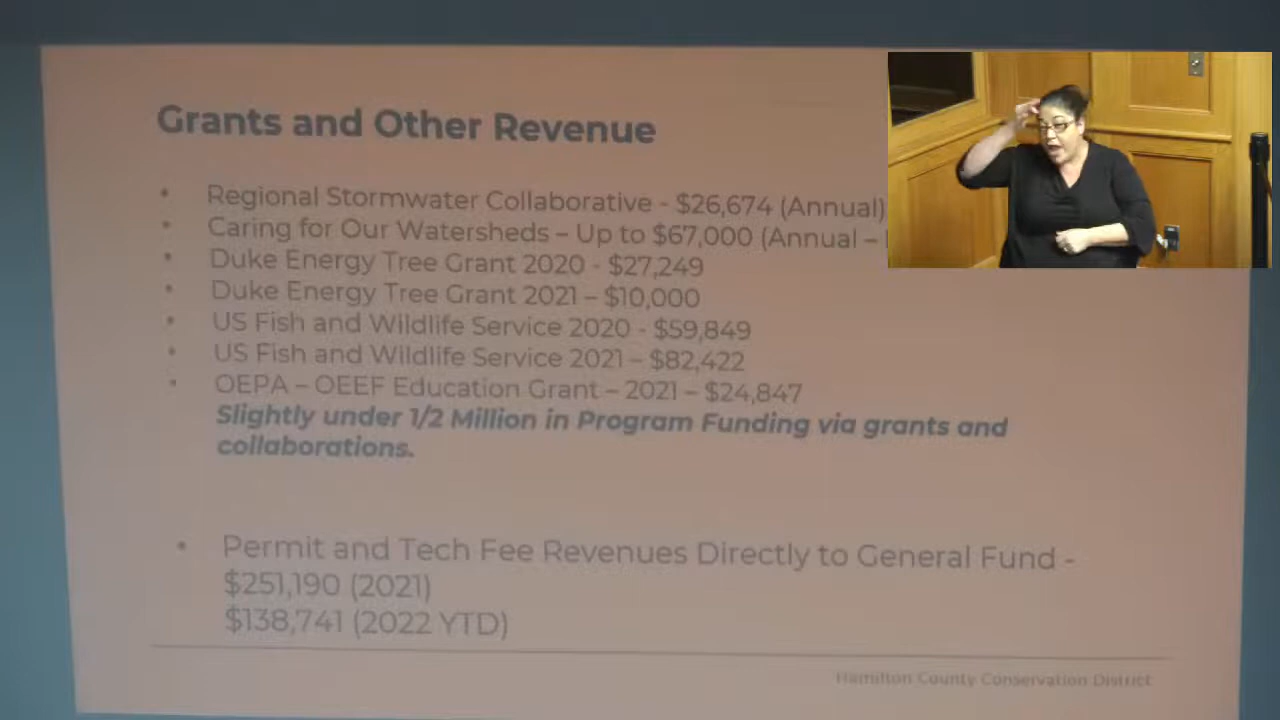 Grants and Other Revenue
• Regional Stormwater Collaborative - $26,674 (Annual)
• Caring for Our Watersheds – Up to $67,000 (Annual –
• Duke Energy Tree Grant 2020 - $27,249
• Duke Energy Tree Grant 2021 – $10,000
• US Fish and Wildlife Service 2020 - $59,849
• US Fish and Wildlife Service 2021 – $82,422
• OEPA – OEEF Education Grant – 2021 – $24,847
Slightly under 1/2 Million in Program Funding via grants and
collaborations.
• Permit and Tech Fee Revenues Directly to General Fund -
$251,190 (2021)
$138,741 (2022 YTD)
Hamilton County Conservation District